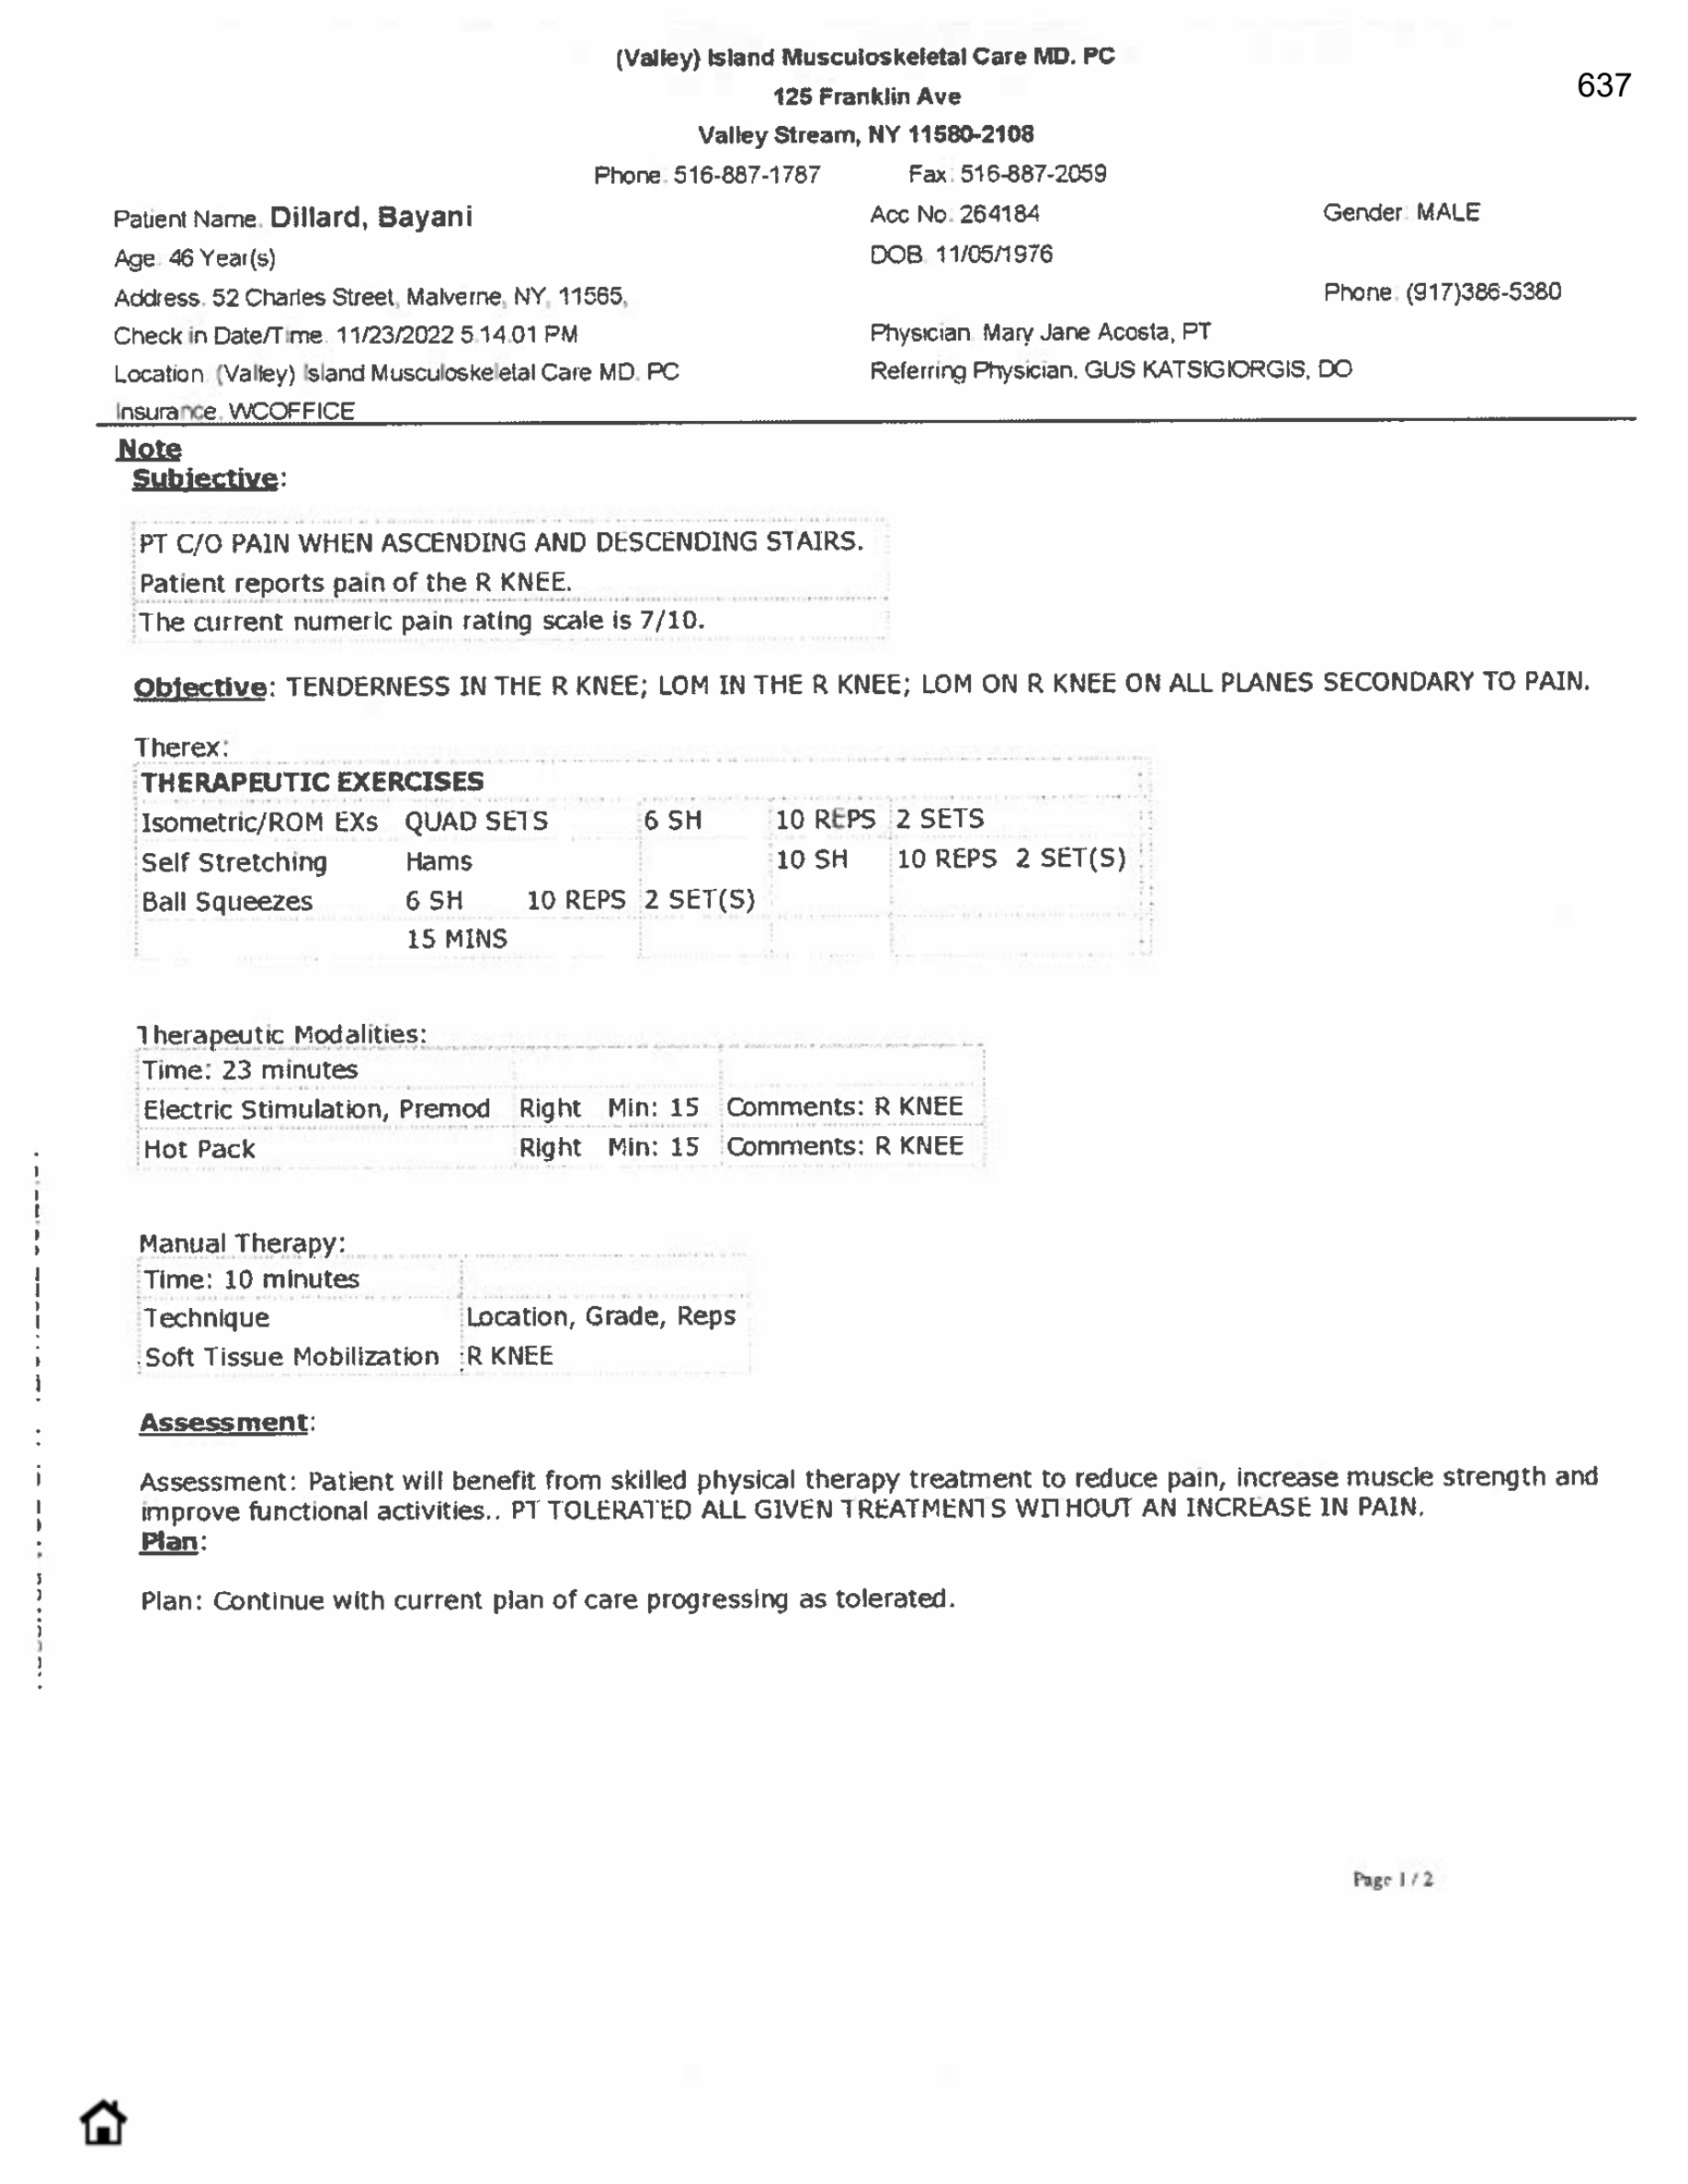 (Valley) Island Musculoskeletal Care MD. PC
637
125 Franklin Ave
Valley Stream, NY 11580-2108
Phone. 516-887-1787 Fax: 516-887-2059
Patient Name. Dillard, Bayani Acc No: 264184 Gender: MALE
Age. 46 Year(s) DOB. 11/05/1976
Address. 52 Charles Street, Malverne, NY, 11565, Phone: (917)386-5380
Check in Date/Time. 11/23/2022 5.14.01 PM Physician. Mary Jane Acosta, PT
Location. (Valley) Island Musculoskeletal Care MD. PC Referring Physician. GUS KATSIGIORGIS, DO
Insurance. WCOFFICE
Note
Subjective:
PT C/O PAIN WHEN ASCENDING AND DESCENDING STAIRS.
Patient reports pain of the R KNEE.
The current numeric pain rating scale is 7/10.
Objective: TENDERNESS IN THE R KNEE; LOM IN THE R KNEE; LOM ON R KNEE ON ALL PLANES SECONDARY TO PAIN.
Therex:
THERAPEUTIC EXERCISES
Isometric/ROM EXs QUAD SETS 6 SH 10 REPS 2 SETS
Self Stretching Hams 10 SH 10 REPS 2 SET(S)
Ball Squeezes 6 SH 10 REPS 2 SET(S)
15 MINS
Therapeutic Modalities:
Time: 23 minutes
Electric Stimulation, Premod Right Min: 15 Comments: R KNEE
Hot Pack Right Min: 15 Comments: R KNEE
Manual Therapy:
Time: 10 minutes
Technique Location, Grade, Reps
Soft Tissue Mobilization R KNEE
Assessment:
Assessment: Patient will benefit from skilled physical therapy treatment to reduce pain, increase muscle strength and
improve functional activities.. PT TOLERATED ALL GIVEN TREATMENTS WITHOUT AN INCREASE IN PAIN.
Plan:
Plan: Continue with current plan of care progressing as tolerated.
Page 1 / 2